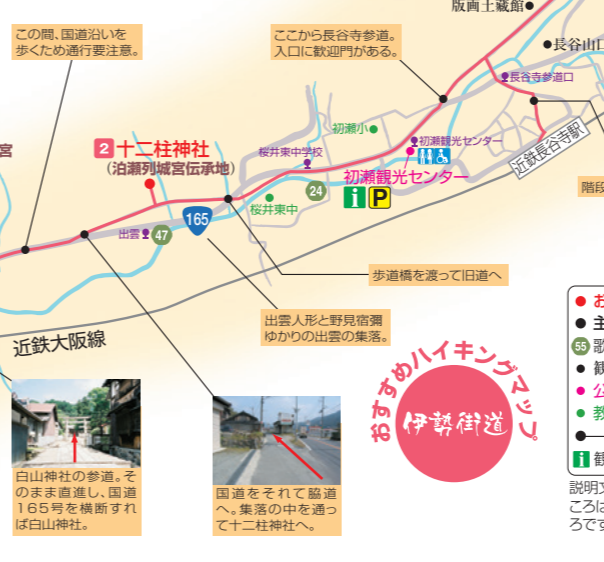 版画土蔵館
この間、国道沿いを
歩くため通行要注意。
ここから長谷寺参道。
入口に歓迎門がある。
長谷山口
長谷寺参道口
初瀬小
初瀬観光センター
近鉄長谷寺駅
宮
2 十二柱神社
(泊瀬列城宮伝承地)
桜井東中学校
初瀬観光センター
i P
24
桜井東中
階段
165
出雲
47
歩道橋を渡って旧道へ
出雲人形と野見宿彌
ゆかりの出雲の集落。
近鉄大阪線
おすすめハイキングマップ
伊勢街道
お
主
55 歌
観
公
教
i 観
白山神社の参道。そ
のまま直進し、国道
165号を横断すれ
ば白山神社。
国道をそれて脇道
へ。集落の中を通っ
て十二柱神社へ。
説明文
ころは
ろです